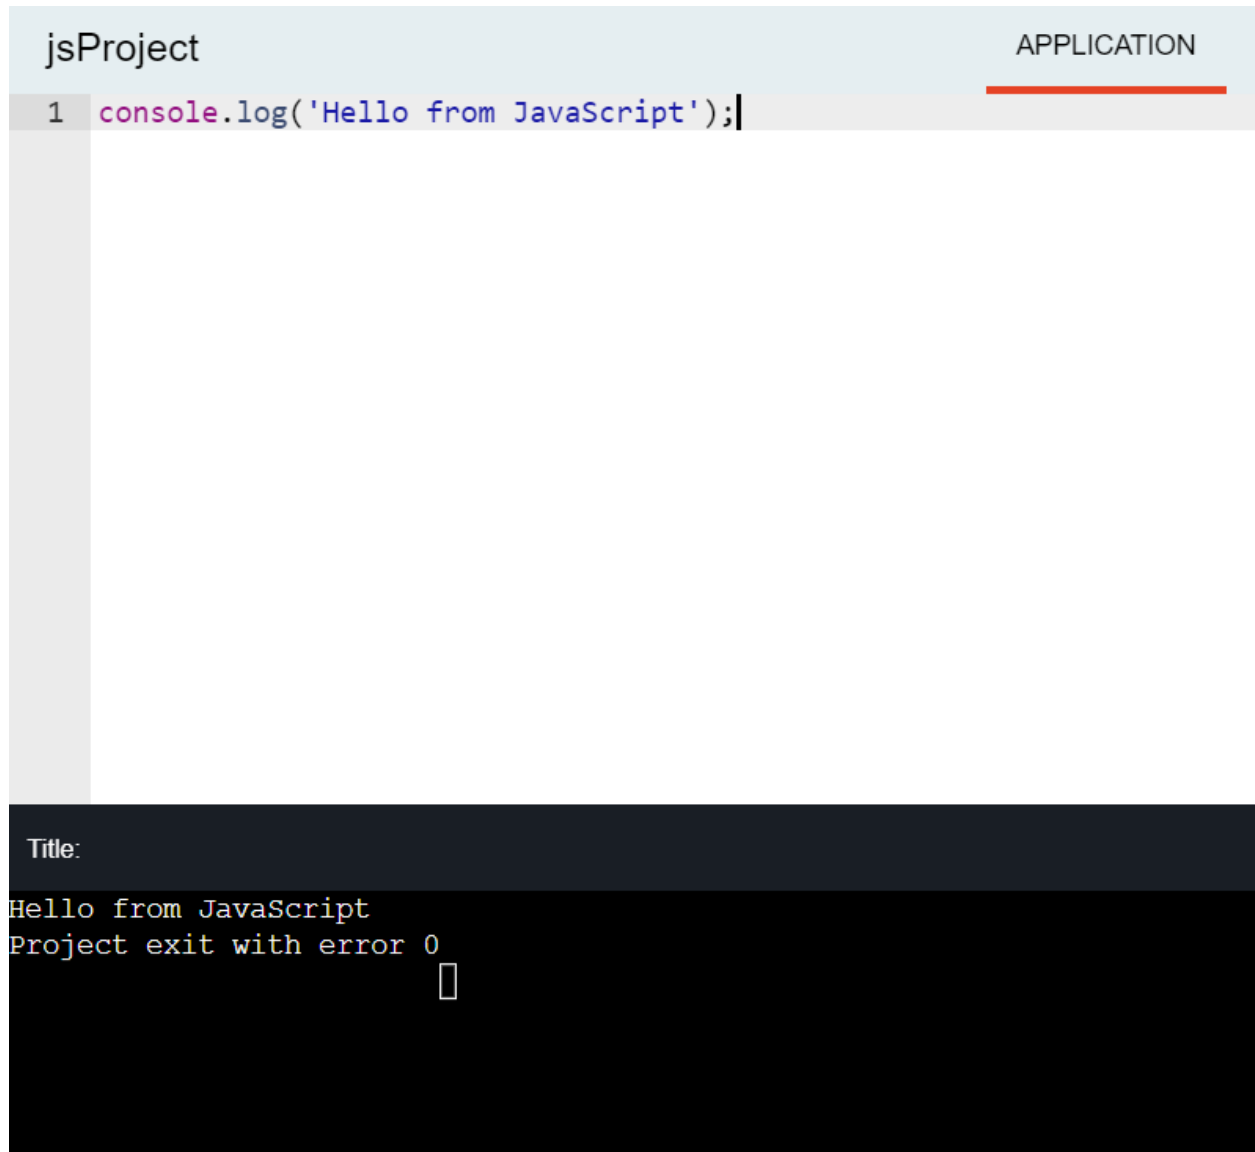 jsProject
APPLICATION
1 console.log('Hello from JavaScript');
Title:
Hello from JavaScript
Project exit with error 0